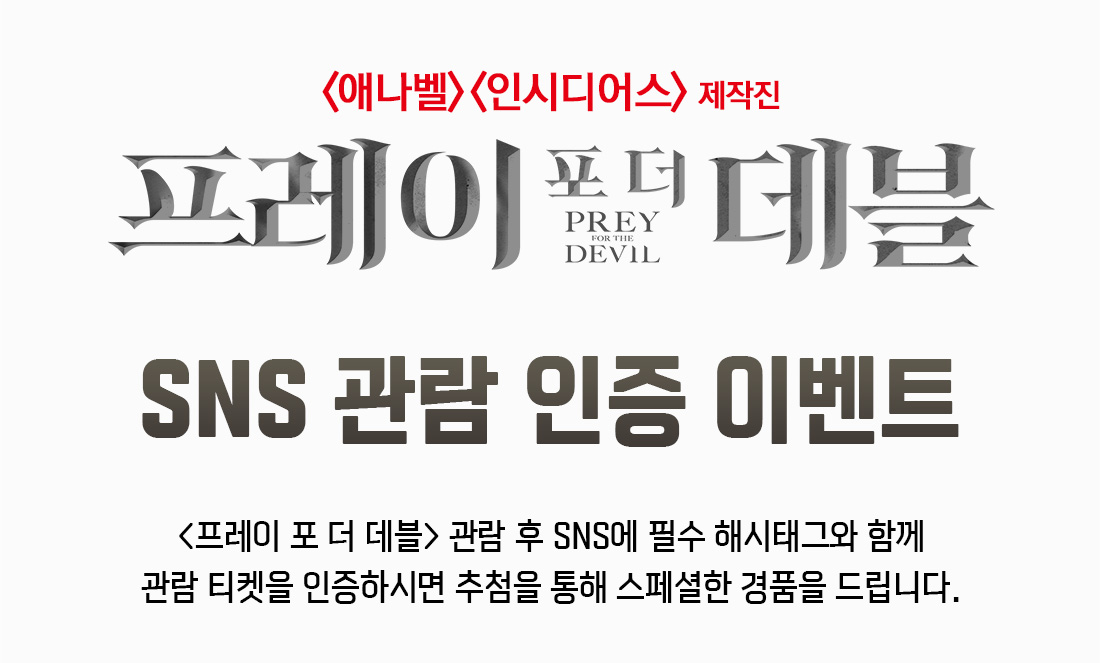 <애나벨><인시디어스> 제작진
프레이 포 더 데블
PREY
FOR THE
DEVIL
SNS 관람 인증 이벤트
<프레이 포 더 데블> 관람 후 SNS에 필수 해시태그와 함께
관람 티켓을 인증하시면 추첨을 통해 스페셜한 경품을 드립니다.